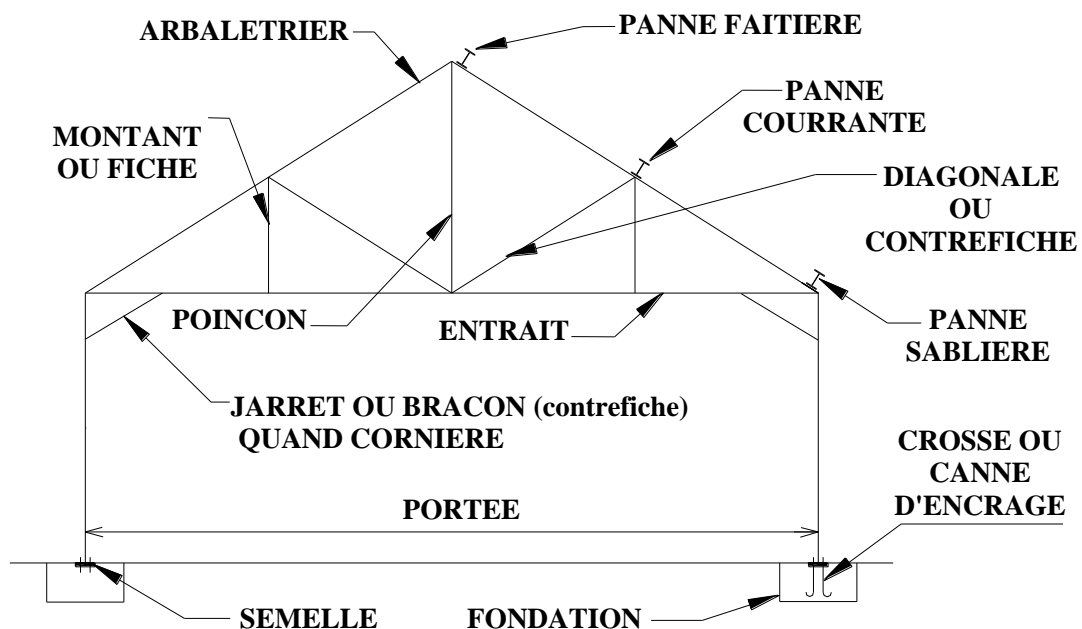 ARBALETRIER
PANNE FAITIERE
PANNE
COURRANTE
MONTANT
OU FICHE
DIAGONALE
OU
CONTREFICHE
POINCON
ENTRAIT
PANNE
SABLIERE
JARRET OU BRACON (contrefiche)
QUAND CORNIERE
CROSSE OU
CANNE
D'ENCRAGE
PORTEE
SEMELLE
FONDATION